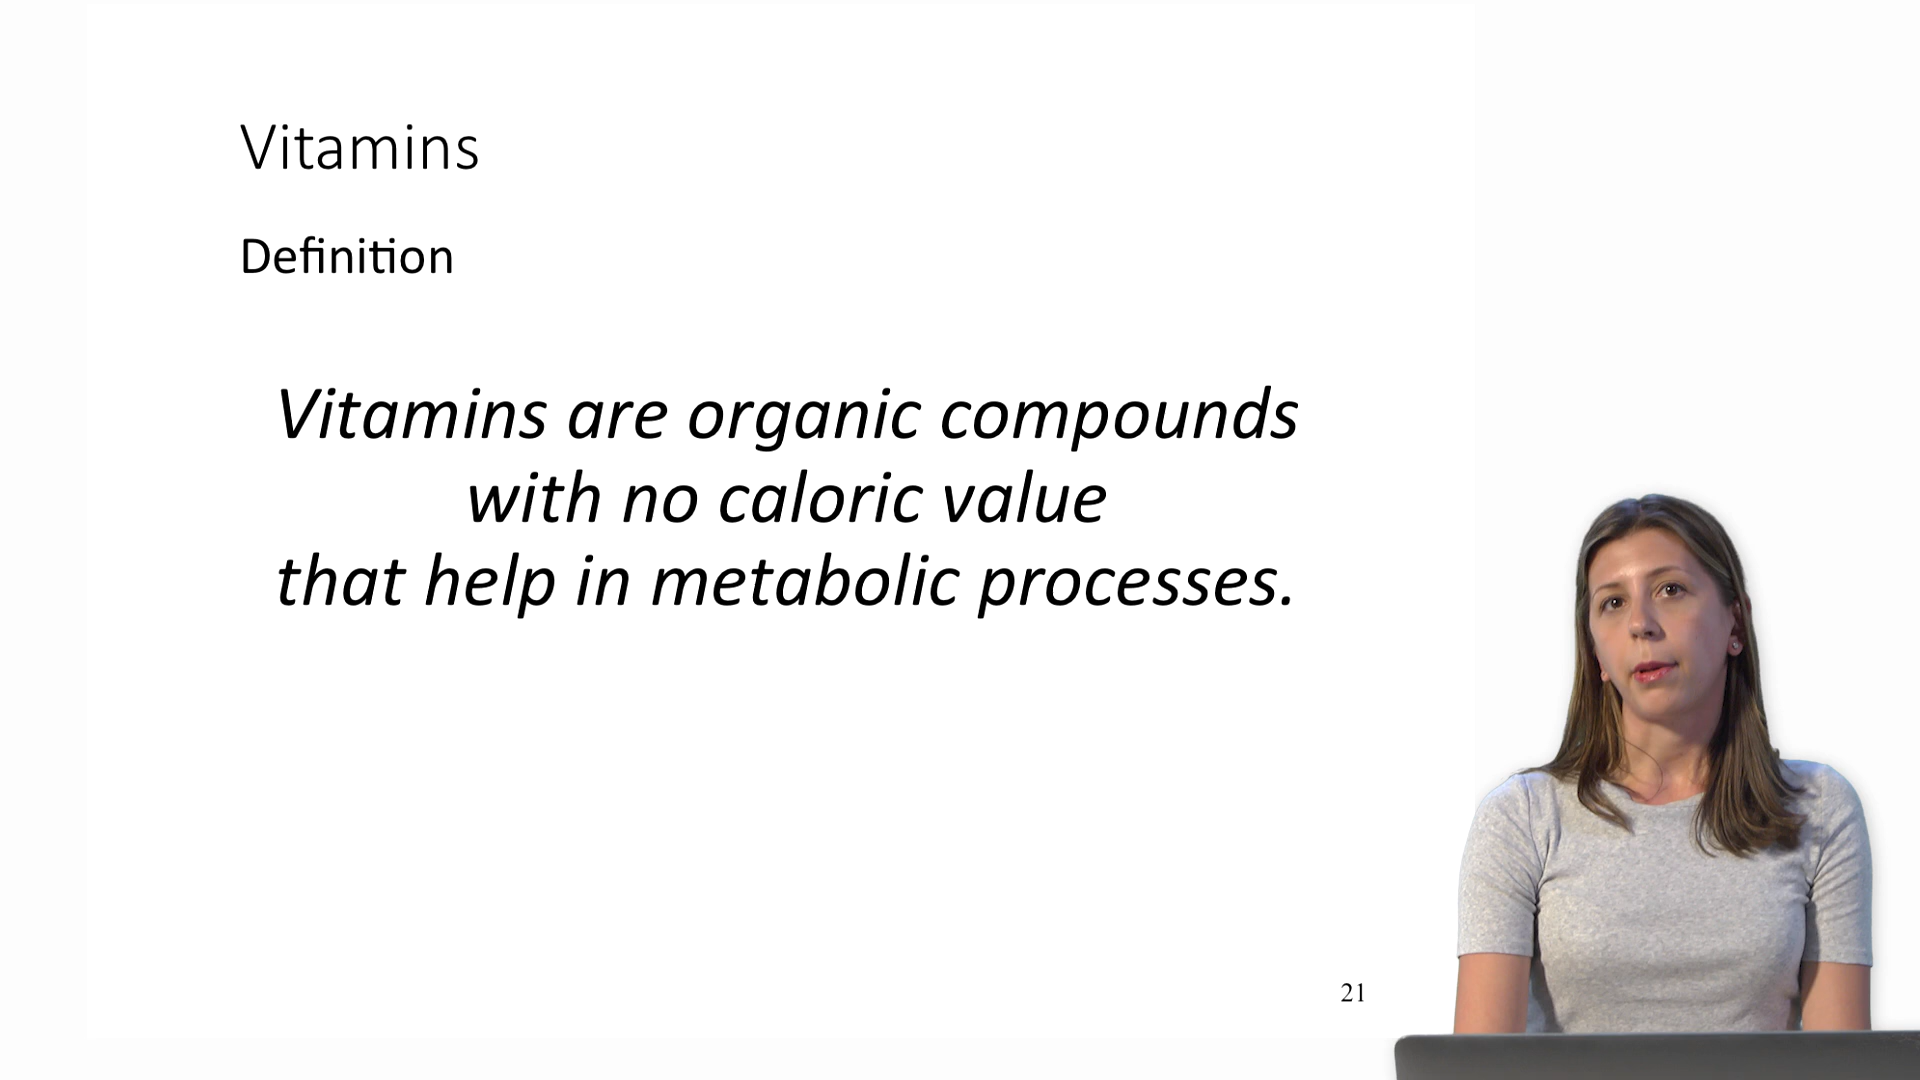 Vitamins
Definition
Vitamins are organic compounds
with no caloric value
that help in metabolic processes.
21